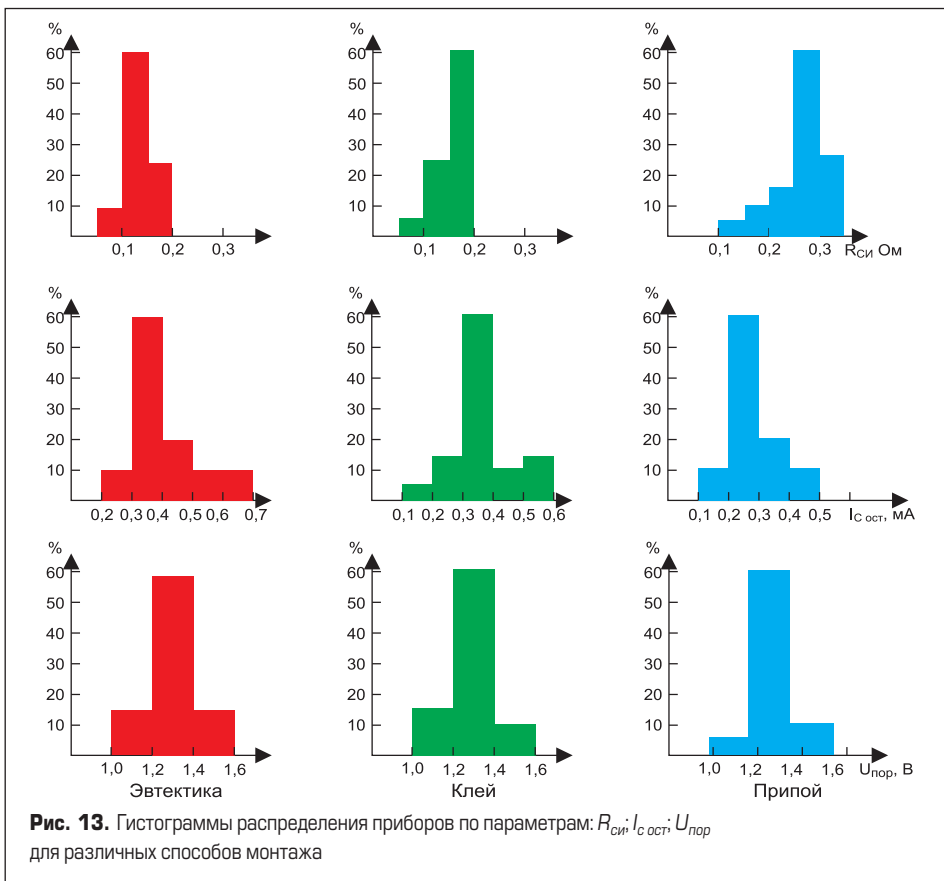 % % %
60 60 60
50 50 50
40 40 40
30 30 30
20 20 20
10 10 10
0,1 0,2 0,3 0,1 0,2 0,3 0,1 0,2 0,3 RСИ Ом
% % %
60 60 60
50 50 50
40 40 40
30 30 30
20 20 20
10 10 10
0,2 0,3 0,4 0,5 0,6 0,7 0,1 0,2 0,3 0,4 0,5 0,6 0,1 0,2 0,3 0,4 0,5 IС ост, мА
% % %
60 60 60
50 50 50
40 40 40
30 30 30
20 20 20
10 10 10
1,0 1,2 1,4 1,6 1,0 1,2 1,4 1,6 1,0 1,2 1,4 1,6 Uпор, В
Эвтектика Клей Припой
Рис. 13. Гистограммы распределения приборов по параметрам: Rси; Iс ост; Uпор
для различных способов монтажа